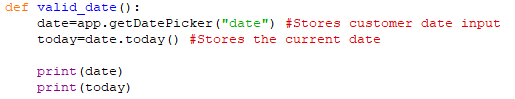 def valid_date():
    date=app.getDatePicker("date") #Stores customer date input
    today=date.today() #Stores the current date

    print(date)
    print(today)